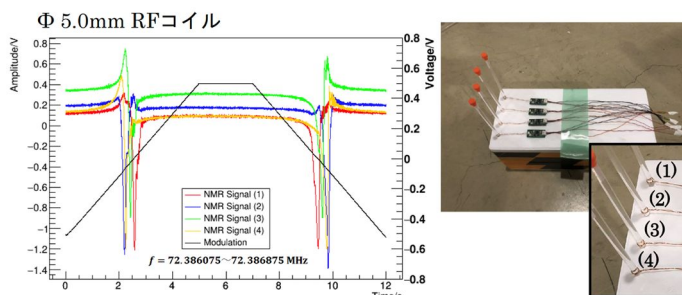 Φ 5.0mm RFコイル
Amplitude/V
0.8
0.6
0.4
0.2
0
−0.2
−0.4
−0.6
−0.8
−1
−1.2
−1.4
0.8
0.6
0.4
0.2
0
−0.2
−0.4
−0.6
−0.8
Voltage/V
NMR Signal (1)
NMR Signal (2)
NMR Signal (3)
NMR Signal (4)
Modulation
f = 72.386075～72.386875 MHz
0 2 4 6 8 10 12
Time/s
(1)
(2)
(3)
(4)